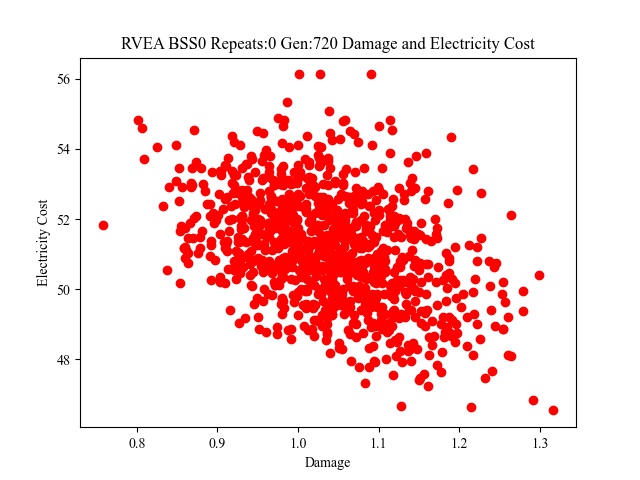 RVEA BSS0 Repeats:0 Gen:720 Damage and Electricity Cost
56
54
52
50
48
Electricity Cost
0.8 0.9 1.0 1.1 1.2 1.3
Damage